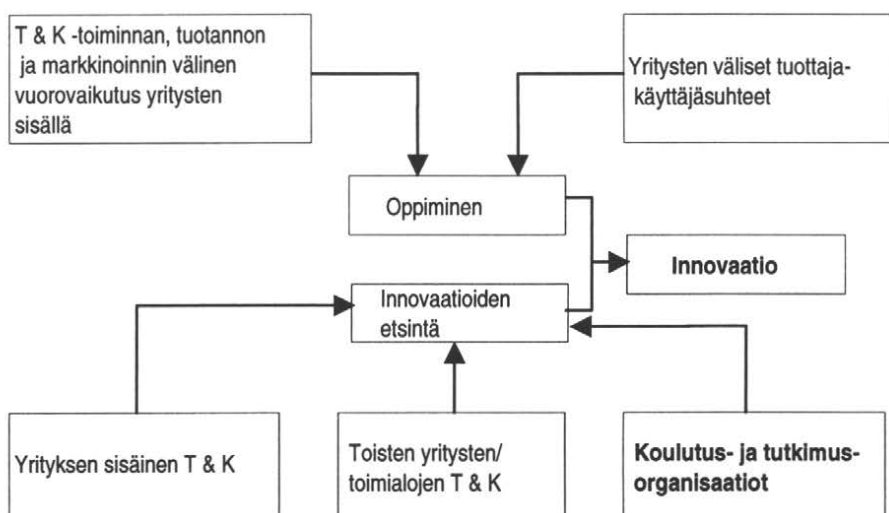 T & K -toiminnan, tuotannon
ja markkinoinnin välinen
vuorovaikutus yritysten
sisällä
Yritysten väliset tuottaja-
käyttäjäsuhteet
Oppiminen
Innovaatio
Innovaatioiden
etsintä
Yrityksen sisäinen T & K
Toisten yritysten/
toimialojen T & K
Koulutus- ja tutkimus-
organisaatiot